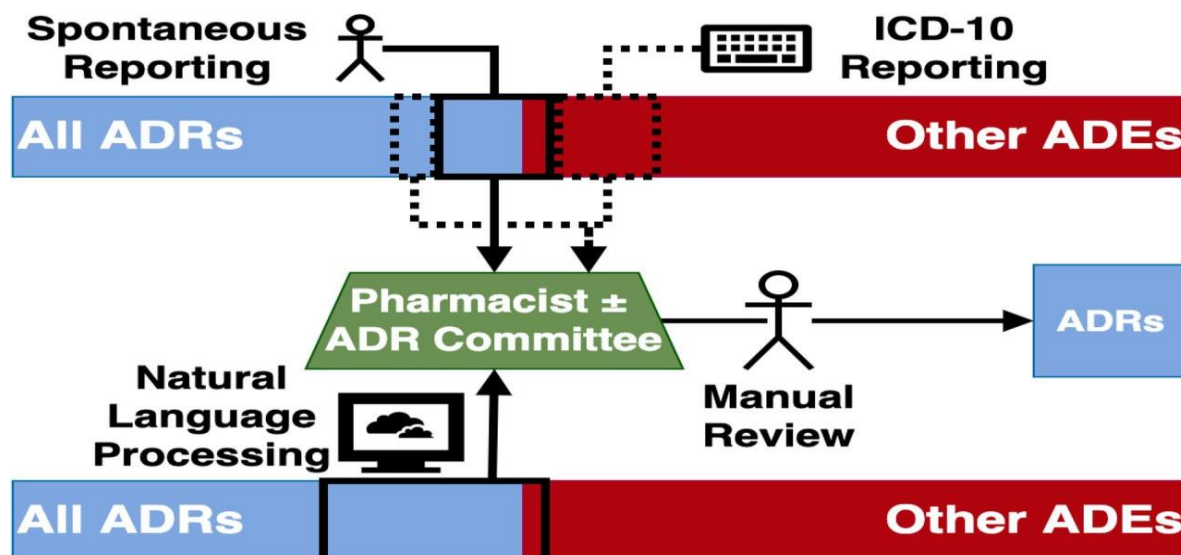 Spontaneous
Reporting
ICD-10
Reporting
All ADRs
Other ADEs
Pharmacist ±
ADR Committee
ADRs
Natural
Language
Processing
Manual
Review
All ADRs
Other ADEs